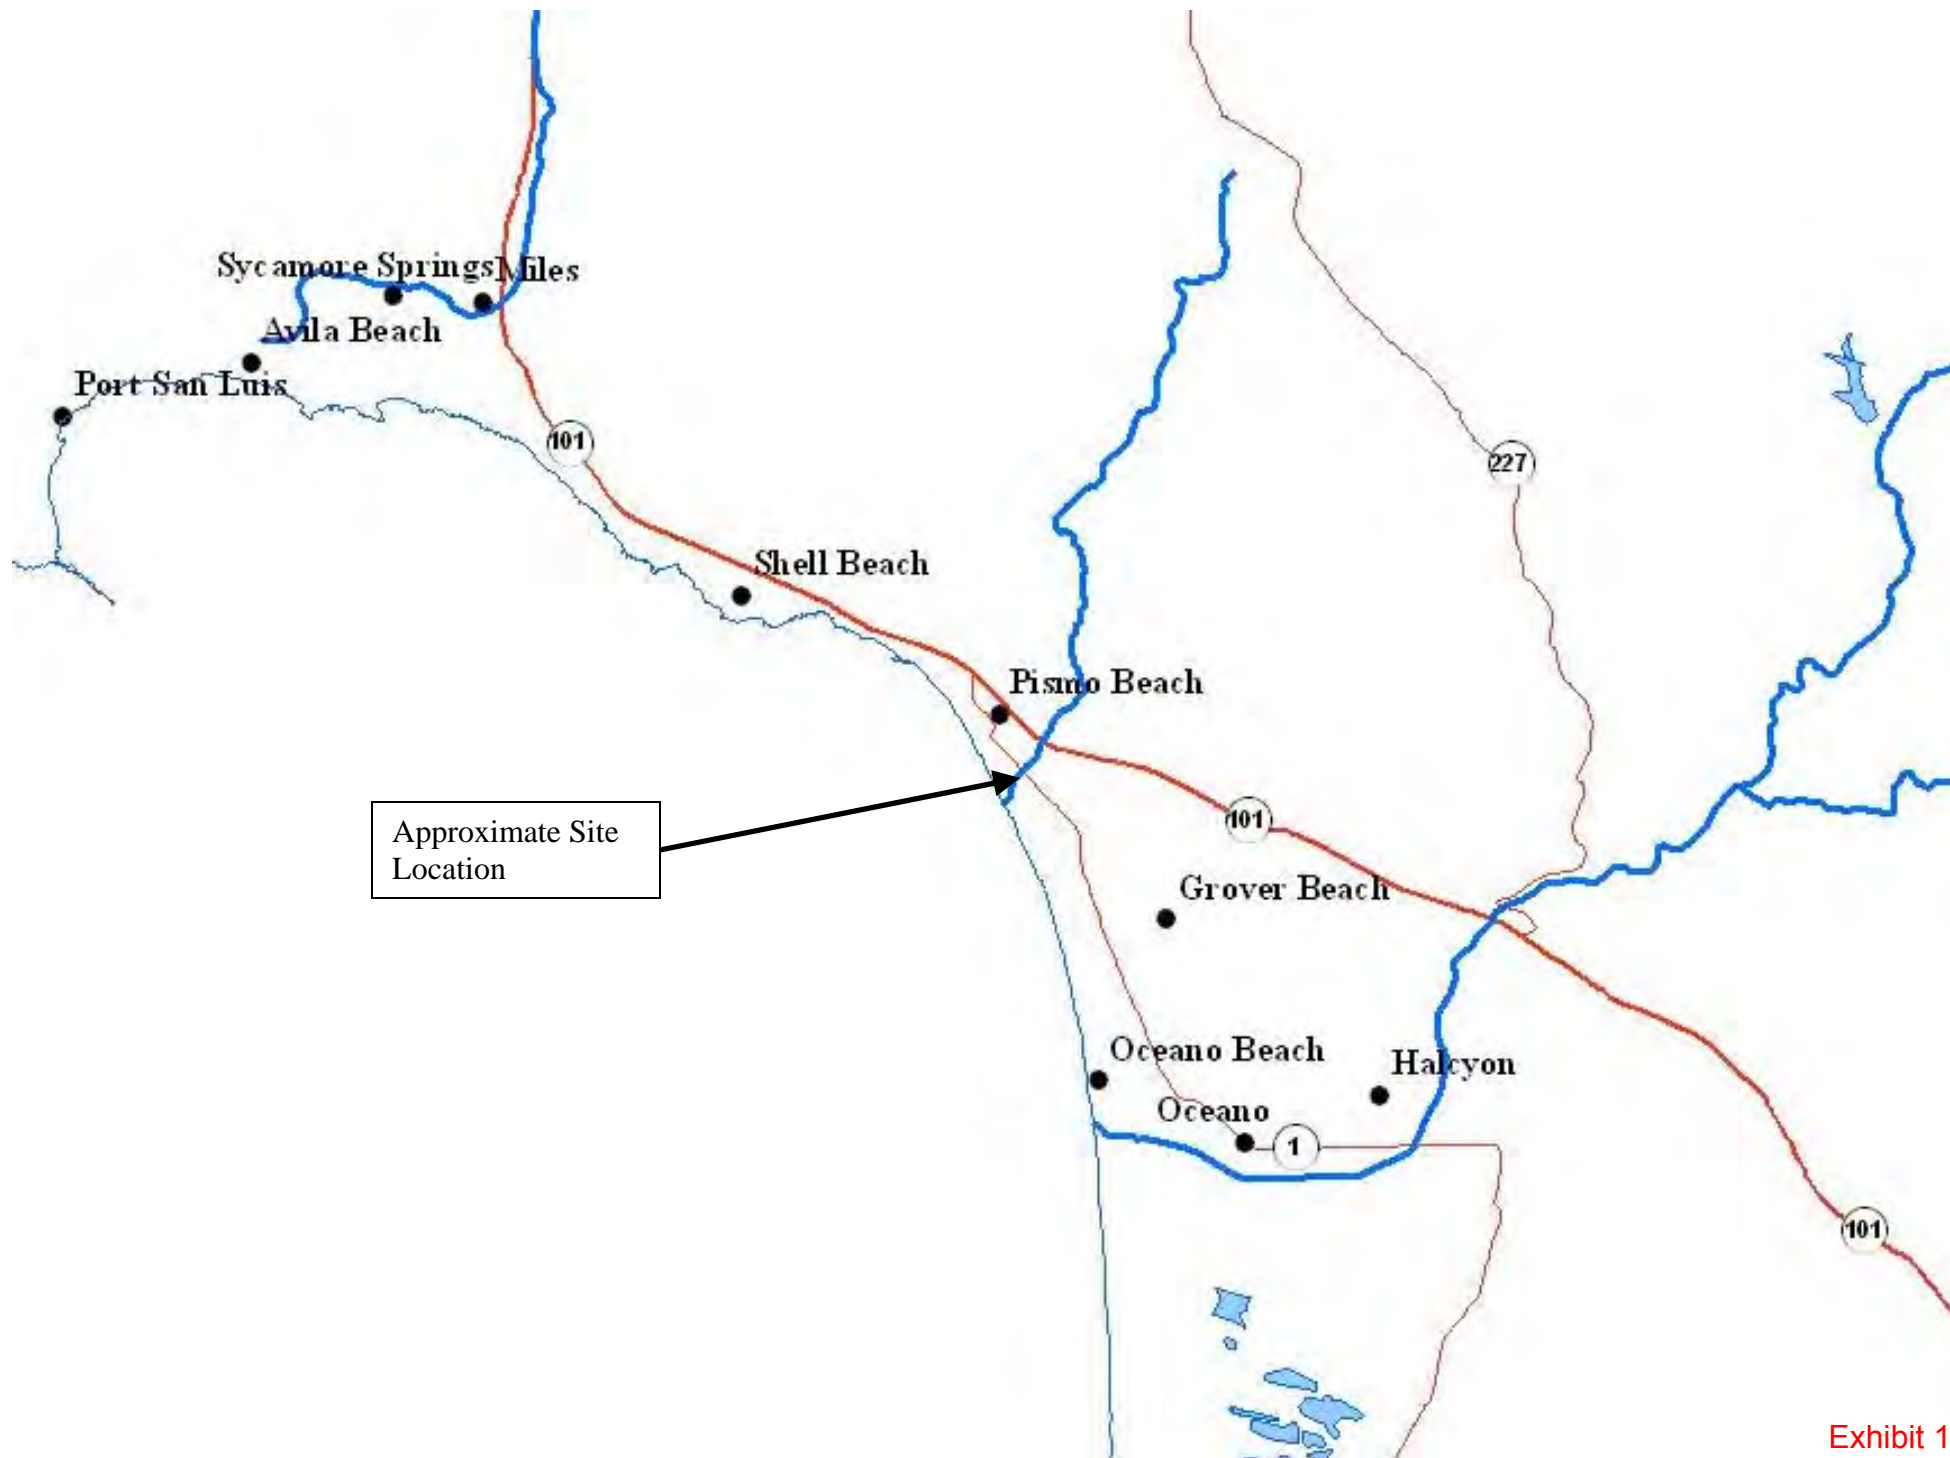 Sycamore Springs
Miles
Avila Beach
Port San Luis
101
227
Shell Beach
Pismo Beach
Approximate Site
Location
101
Grover Beach
Oceano Beach
Halcyon
Oceano
1
101
Exhibit 1